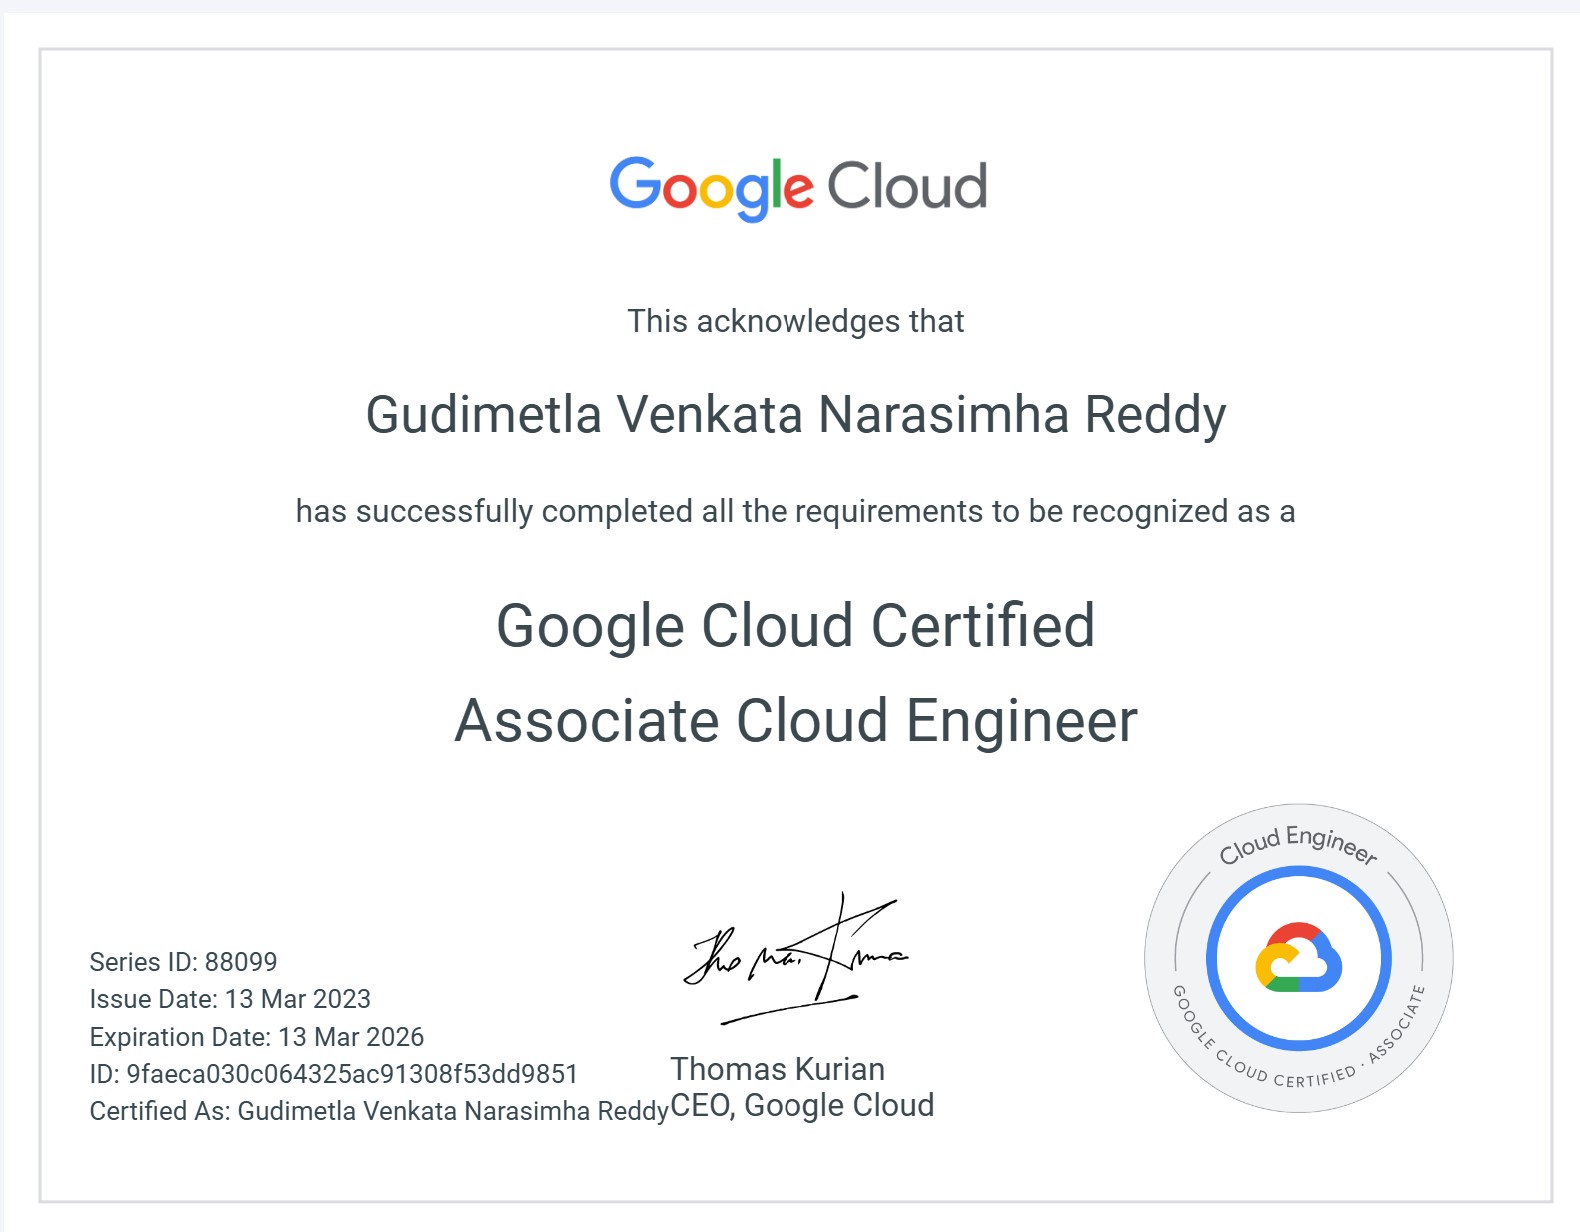 Google Cloud
This acknowledges that
Gudimetla Venkata Narasimha Reddy
has successfully completed all the requirements to be recognized as a
Google Cloud Certified
Associate Cloud Engineer
Series ID: 88099
Issue Date: 13 Mar 2023
Expiration Date: 13 Mar 2026
ID: 9faeca030c064325ac91308f53dd9851
Certified As: Gudimetla Venkata Narasimha Reddy
Thomas Kurian
CEO, Google Cloud
Cloud Engineer
GOOGLE CLOUD CERTIFIED · ASSOCIATE